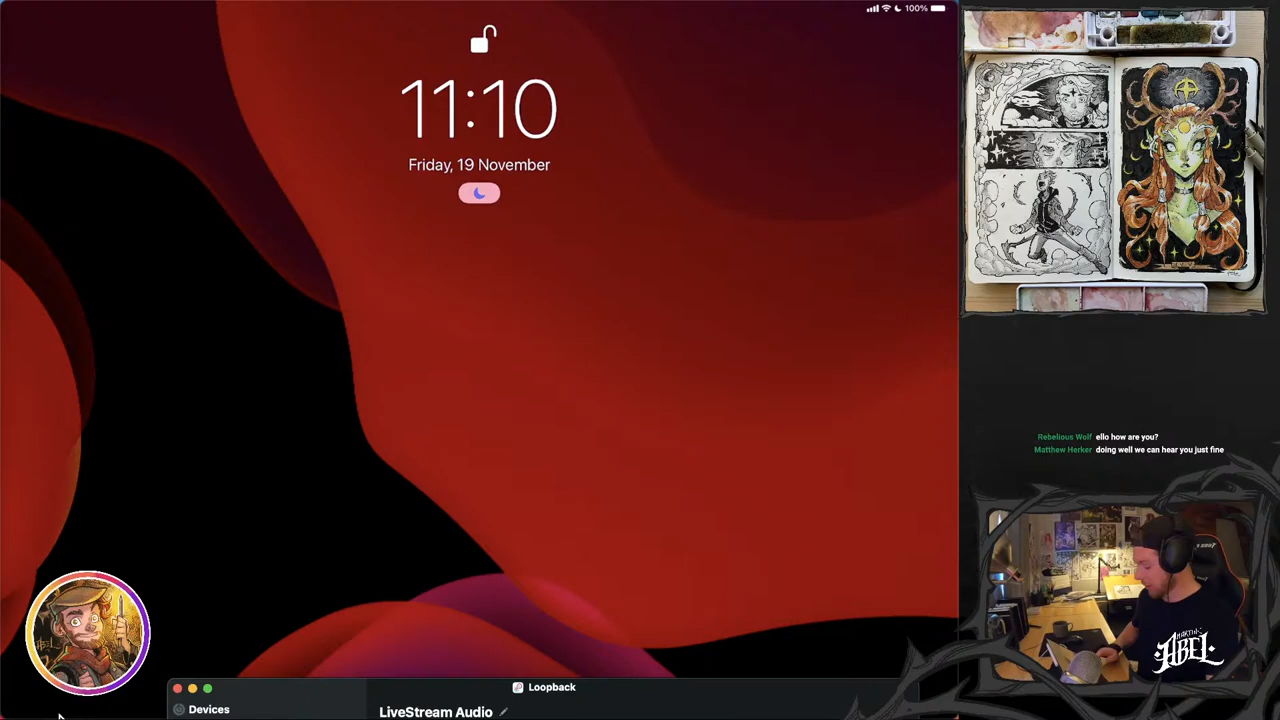 100%
11:10
Friday, 19 November
Rebelious Wolf ello how are you?
Matthew Herker doing well we can hear you just fine
Loopback
Devices
LiveStream Audio
MARTIN
ABEL